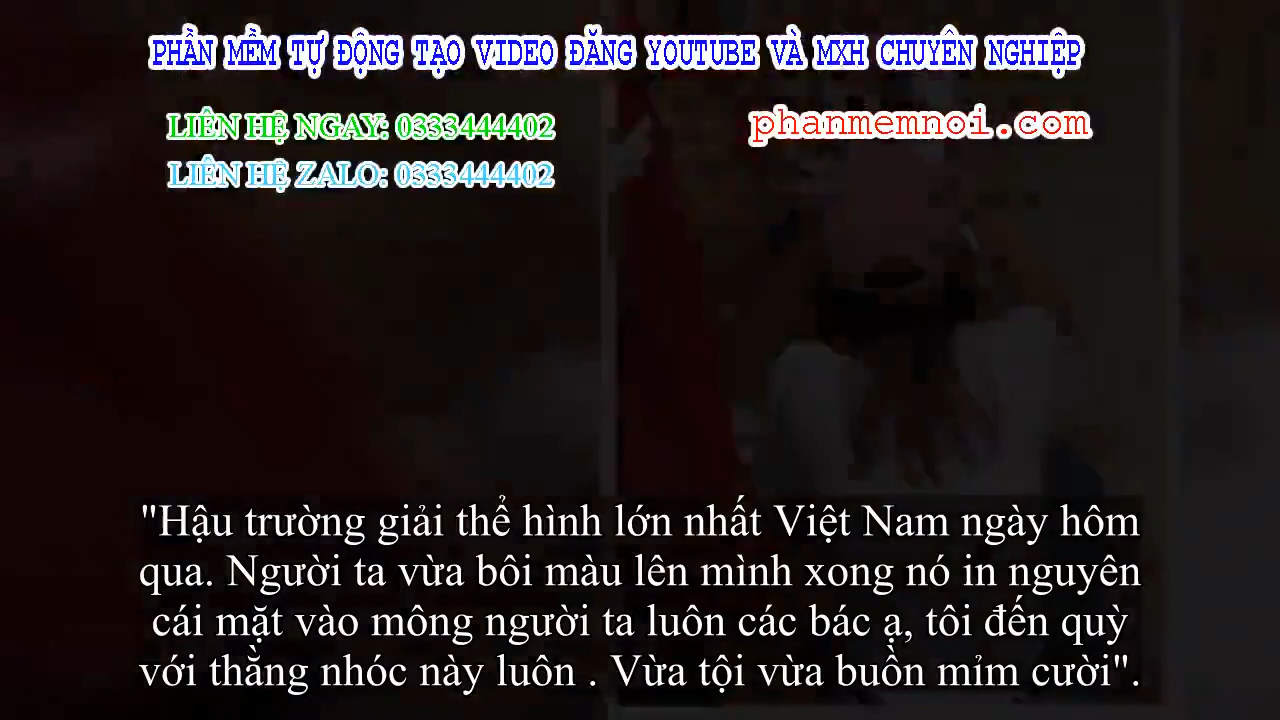 PHẦN MỀM TỰ ĐỘNG TẠO VIDEO ĐĂNG YOUTUBE VÀ MXH CHUYÊN NGHIỆP
LIÊN HỆ NGAY: 0333444402
phanmemnoi.com
LIÊN HỆ ZALO: 0333444402
"Hậu trường giải thể hình lớn nhất Việt Nam ngày hôm
qua. Người ta vừa bôi màu lên mình xong nó in nguyên
cái mặt vào mông người ta luôn các bác ạ, tôi đến quỳ
với thằng nhóc này luôn . Vừa tội vừa buồn mỉm cười".